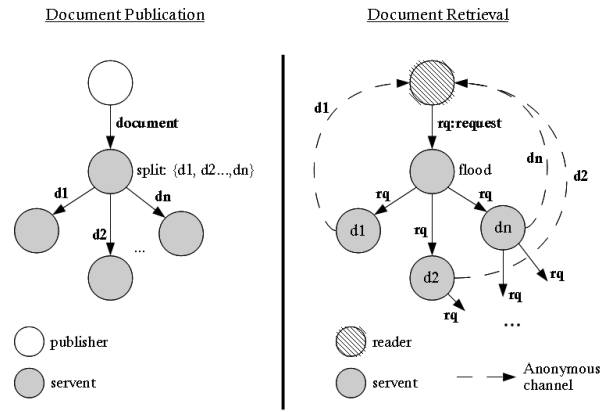 Document Publication
document
split: {d1, d2...,dn}
d1
dn
d2
...
publisher
servent
Document Retrieval
d1
rq:request
dn
d2
flood
rq
rq
rq
d1
dn
d2
rq
rq
rq
...
reader
servent
Anonymous
channel